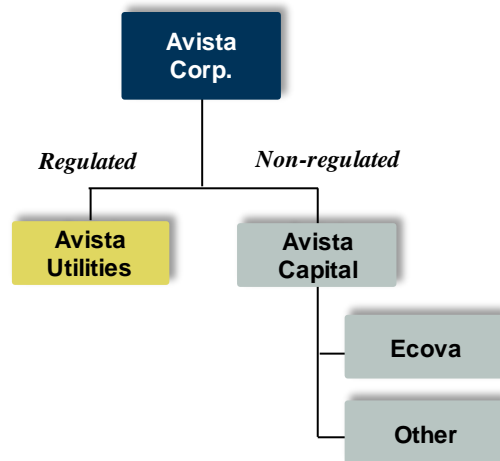 Avista
Corp.
Regulated
Non-regulated
Avista
Utilities
Avista
Capital
Ecova
Other